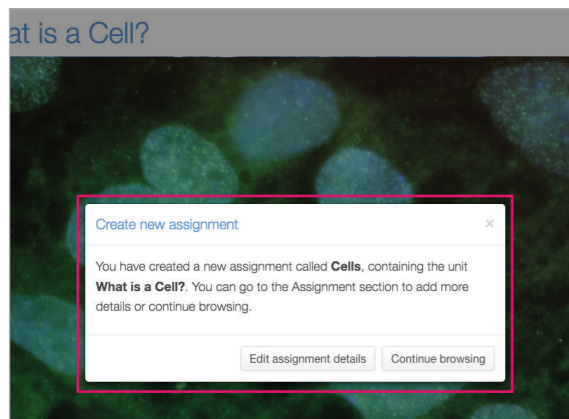 at is a Cell?
Create new assignment ×
You have created a new assignment called Cells, containing the unit
What is a Cell?. You can go to the Assignment section to add more
details or continue browsing.
Edit assignment details Continue browsing